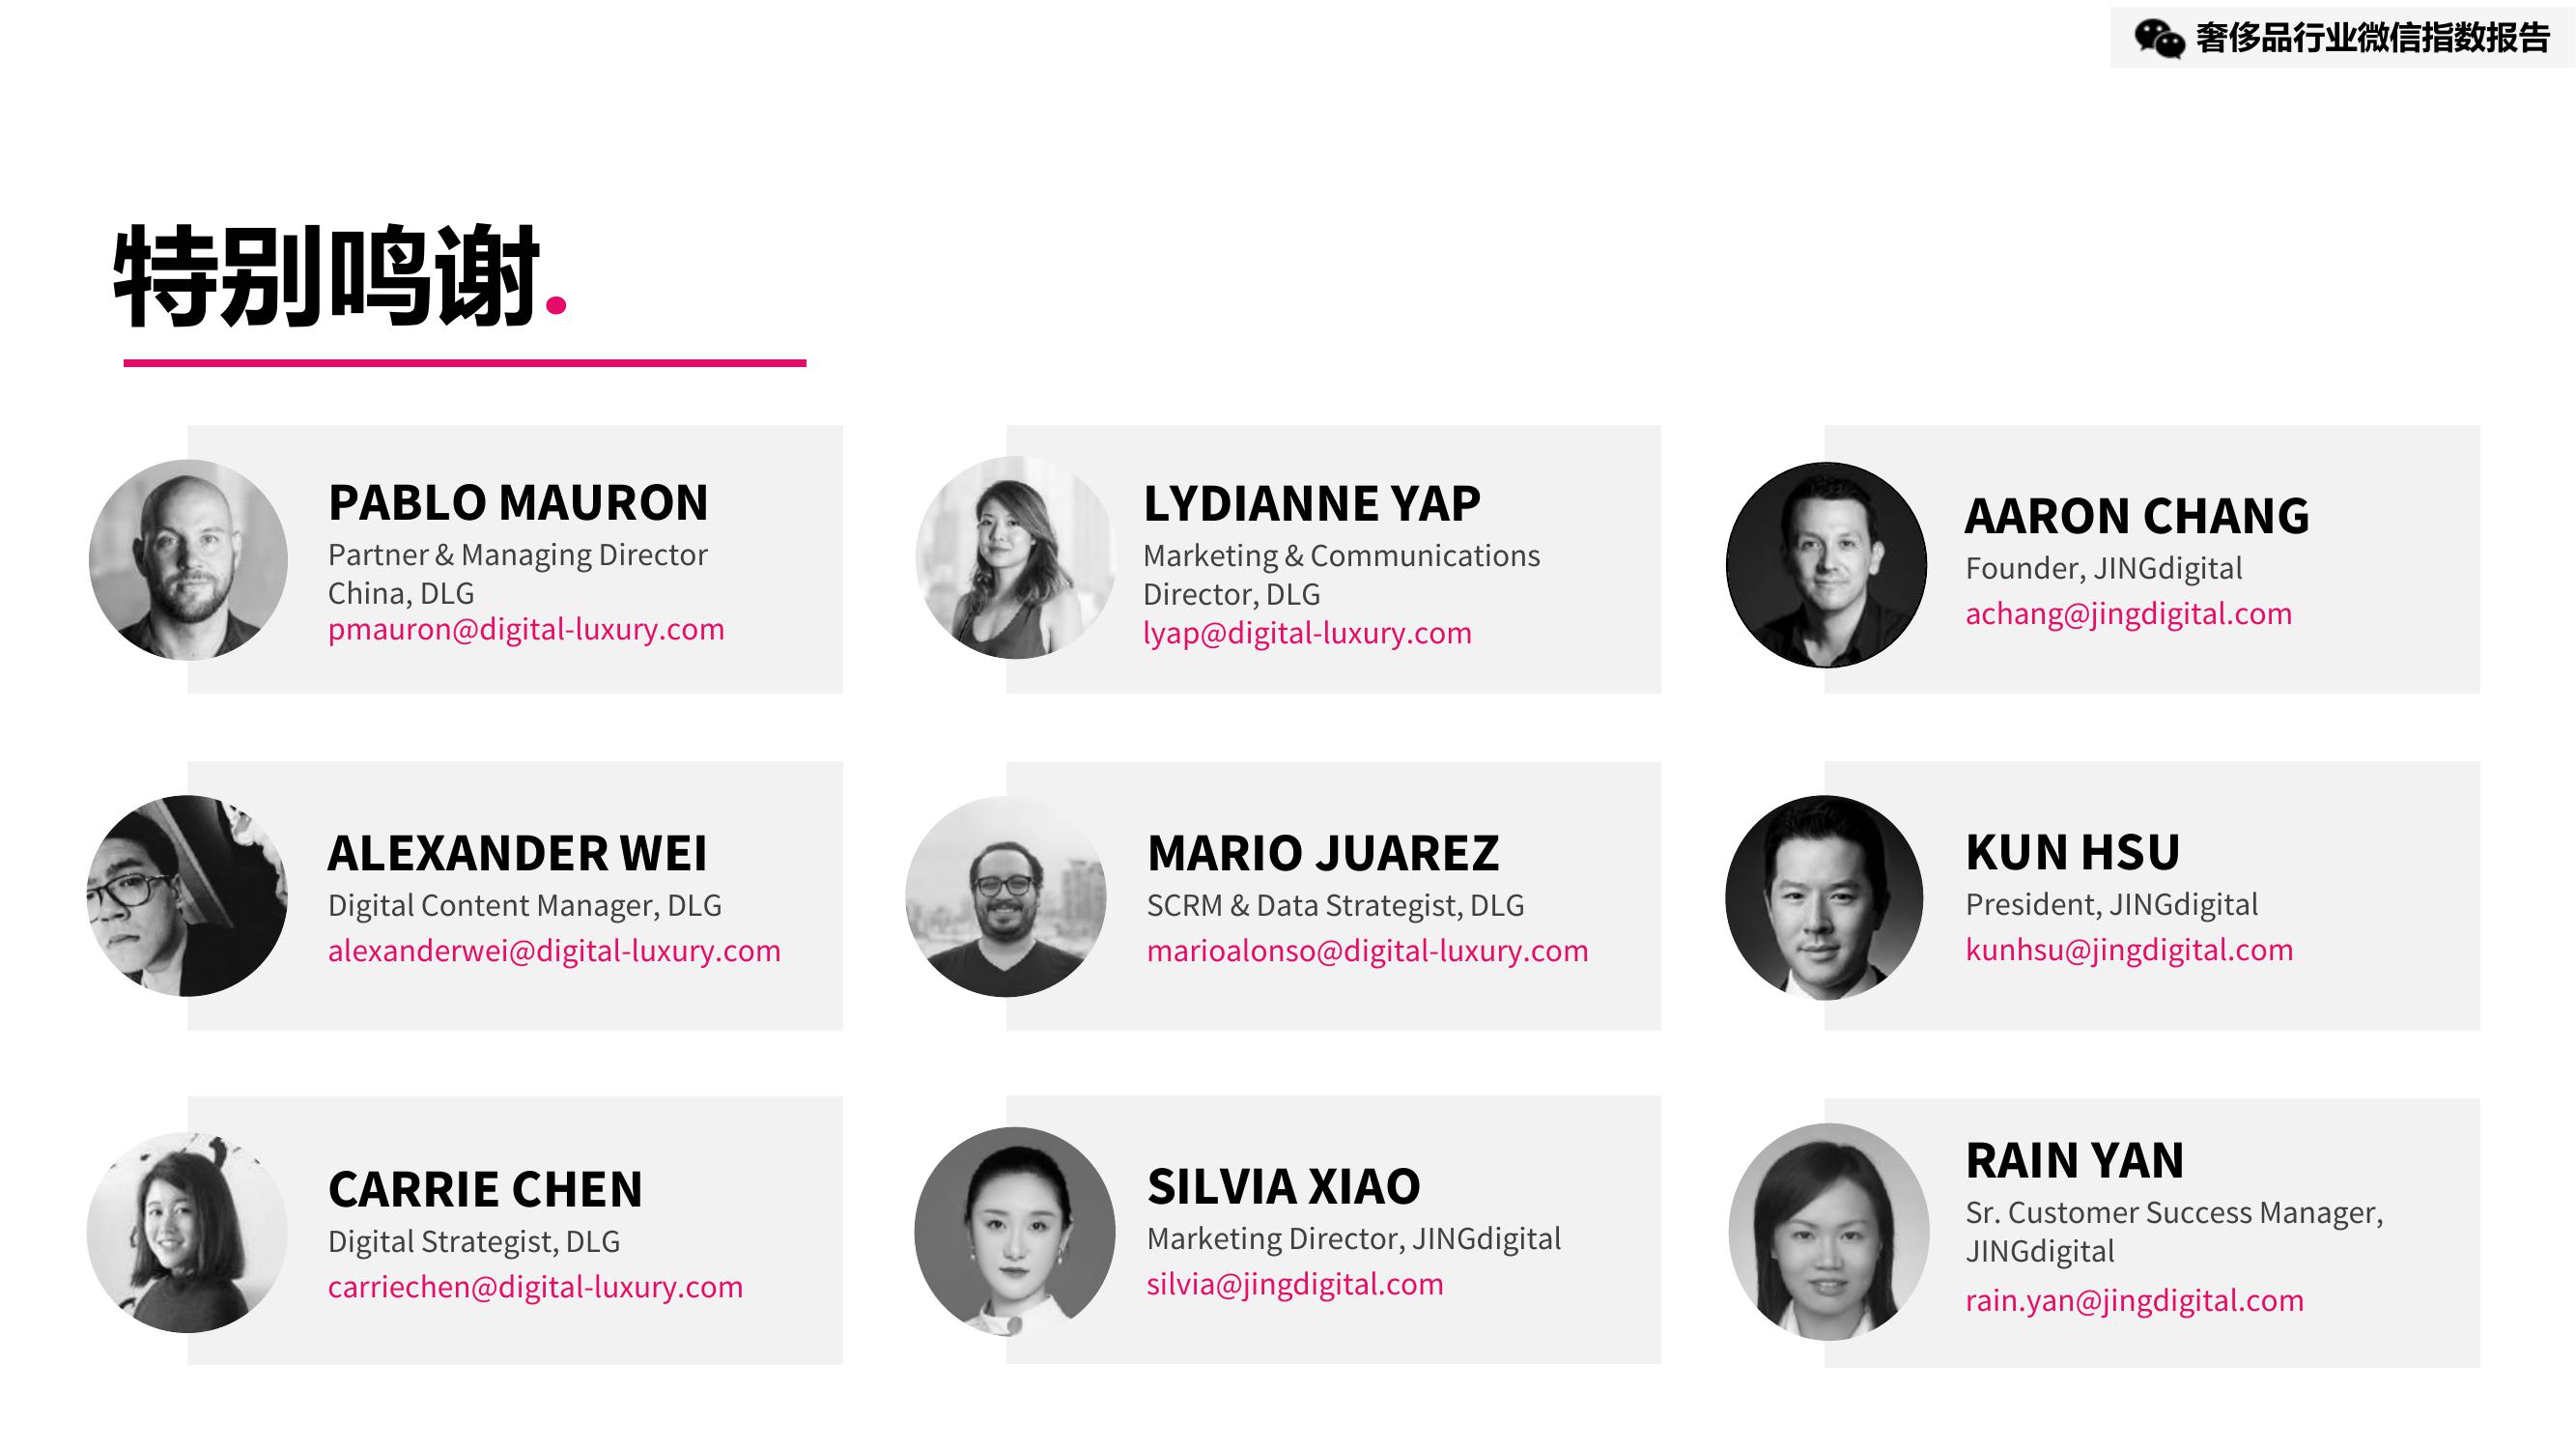 奢侈品行业微信指数报告
特别鸣谢.
PABLO MAURON
Partner & Managing Director
China, DLG
pmauron@digital-luxury.com
LYDIANNE YAP
Marketing & Communications
Director, DLG
lyap@digital-luxury.com
AARON CHANG
Founder, JINGdigital
achang@jingdigital.com
ALEXANDER WEI
Digital Content Manager, DLG
alexanderwei@digital-luxury.com
MARIO JUAREZ
SCRM & Data Strategist, DLG
marioalonso@digital-luxury.com
KUN HSU
President, JINGdigital
kunhsu@jingdigital.com
CARRIE CHEN
Digital Strategist, DLG
carriechen@digital-luxury.com
SILVIA XIAO
Marketing Director, JINGdigital
silvia@jingdigital.com
RAIN YAN
Sr. Customer Success Manager,
JINGdigital
rain.yan@jingdigital.com